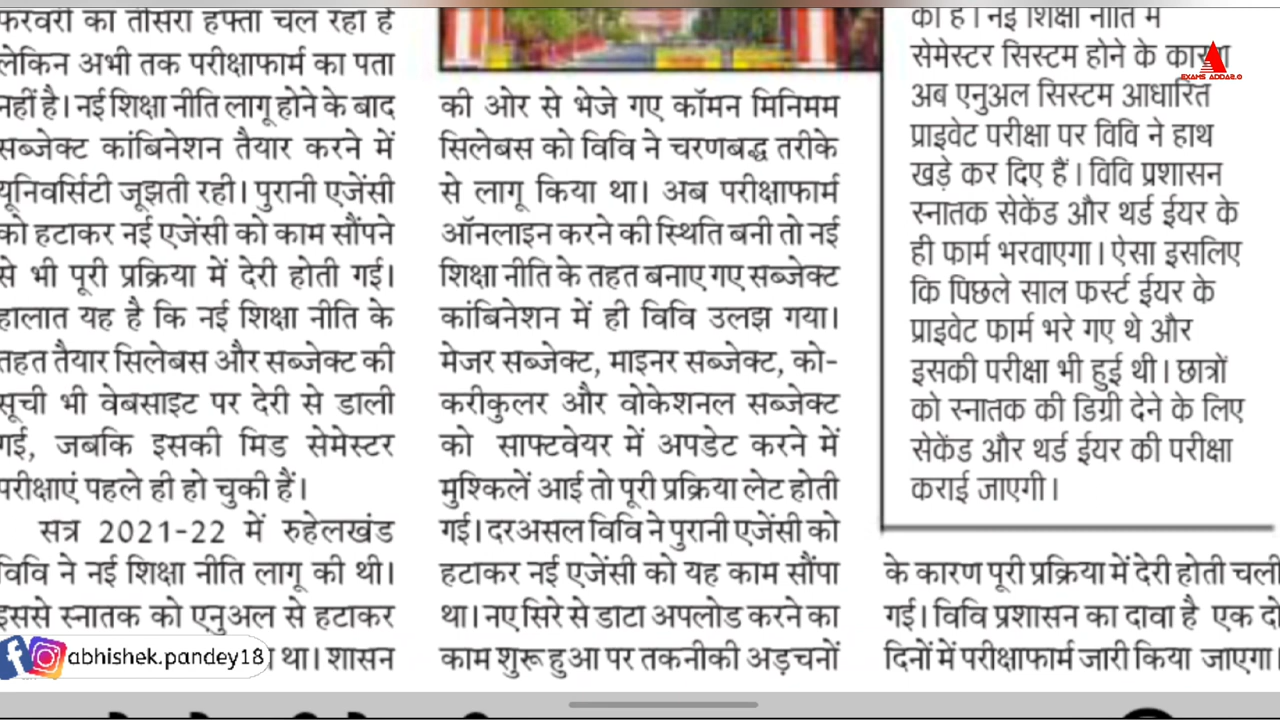 फरवरी का तीसरा हफ्ता चल रहा है
लेकिन अभी तक परीक्षाफार्म का पता
नहीं है। नई शिक्षा नीति लागू होने के बाद
सब्जेक्ट कांबिनेशन तैयार करने में
यूनिवर्सिटी जूझती रही। पुरानी एजेंसी
को हटाकर नई एजेंसी को काम सौंपने
से भी पूरी प्रक्रिया में देरी होती गई।
हालात यह है कि नई शिक्षा नीति के
तहत तैयार सिलेबस और सब्जेक्ट की
सूची भी वेबसाइट पर देरी से डाली
गई, जबकि इसकी मिड सेमेस्टर
परीक्षाएं पहले ही हो चुकी हैं।
सत्र 2021-22 में रुहेलखंड
विवि ने नई शिक्षा नीति लागू की थी।
इससे स्नातक को एनुअल से हटाकर
था। शासन
abhishek.pandey18
की ओर से भेजे गए कॉमन मिनिमम
सिलेबस को विवि ने चरणबद्ध तरीके
से लागू किया था। अब परीक्षाफार्म
ऑनलाइन करने की स्थिति बनी तो नई
शिक्षा नीति के तहत बनाए गए सब्जेक्ट
कांबिनेशन में ही विवि उलझ गया।
मेजर सब्जेक्ट, माइनर सब्जेक्ट, को-
करीकुलर और वोकेशनल सब्जेक्ट
को साफ्टवेयर में अपडेट करने में
मुश्किलें आई तो पूरी प्रक्रिया लेट होती
गई। दरअसल विवि ने पुरानी एजेंसी को
हटाकर नई एजेंसी को यह काम सौंपा
था। नए सिरे से डाटा अपलोड करने का
काम शुरू हुआ पर तकनीकी अड़चनों
की है। नई शिक्षा नीति में
सेमेस्टर सिस्टम होने के कारण
अब एनुअल सिस्टम आधारित
प्राइवेट परीक्षा पर विवि ने हाथ
खड़े कर दिए हैं। विवि प्रशासन
स्नातक सेकेंड और थर्ड ईयर के
ही फार्म भरवाएगा। ऐसा इसलिए
कि पिछले साल फर्स्ट ईयर के
प्राइवेट फार्म भरे गए थे और
इसकी परीक्षा भी हुई थी। छात्रों
को स्नातक की डिग्री देने के लिए
सेकेंड और थर्ड ईयर की परीक्षा
कराई जाएगी।
के कारण पूरी प्रक्रिया में देरी होती चली
गई। विवि प्रशासन का दावा है एक दो
दिनों में परीक्षाफार्म जारी किया जाएगा।
EXAMS ADDA2.0